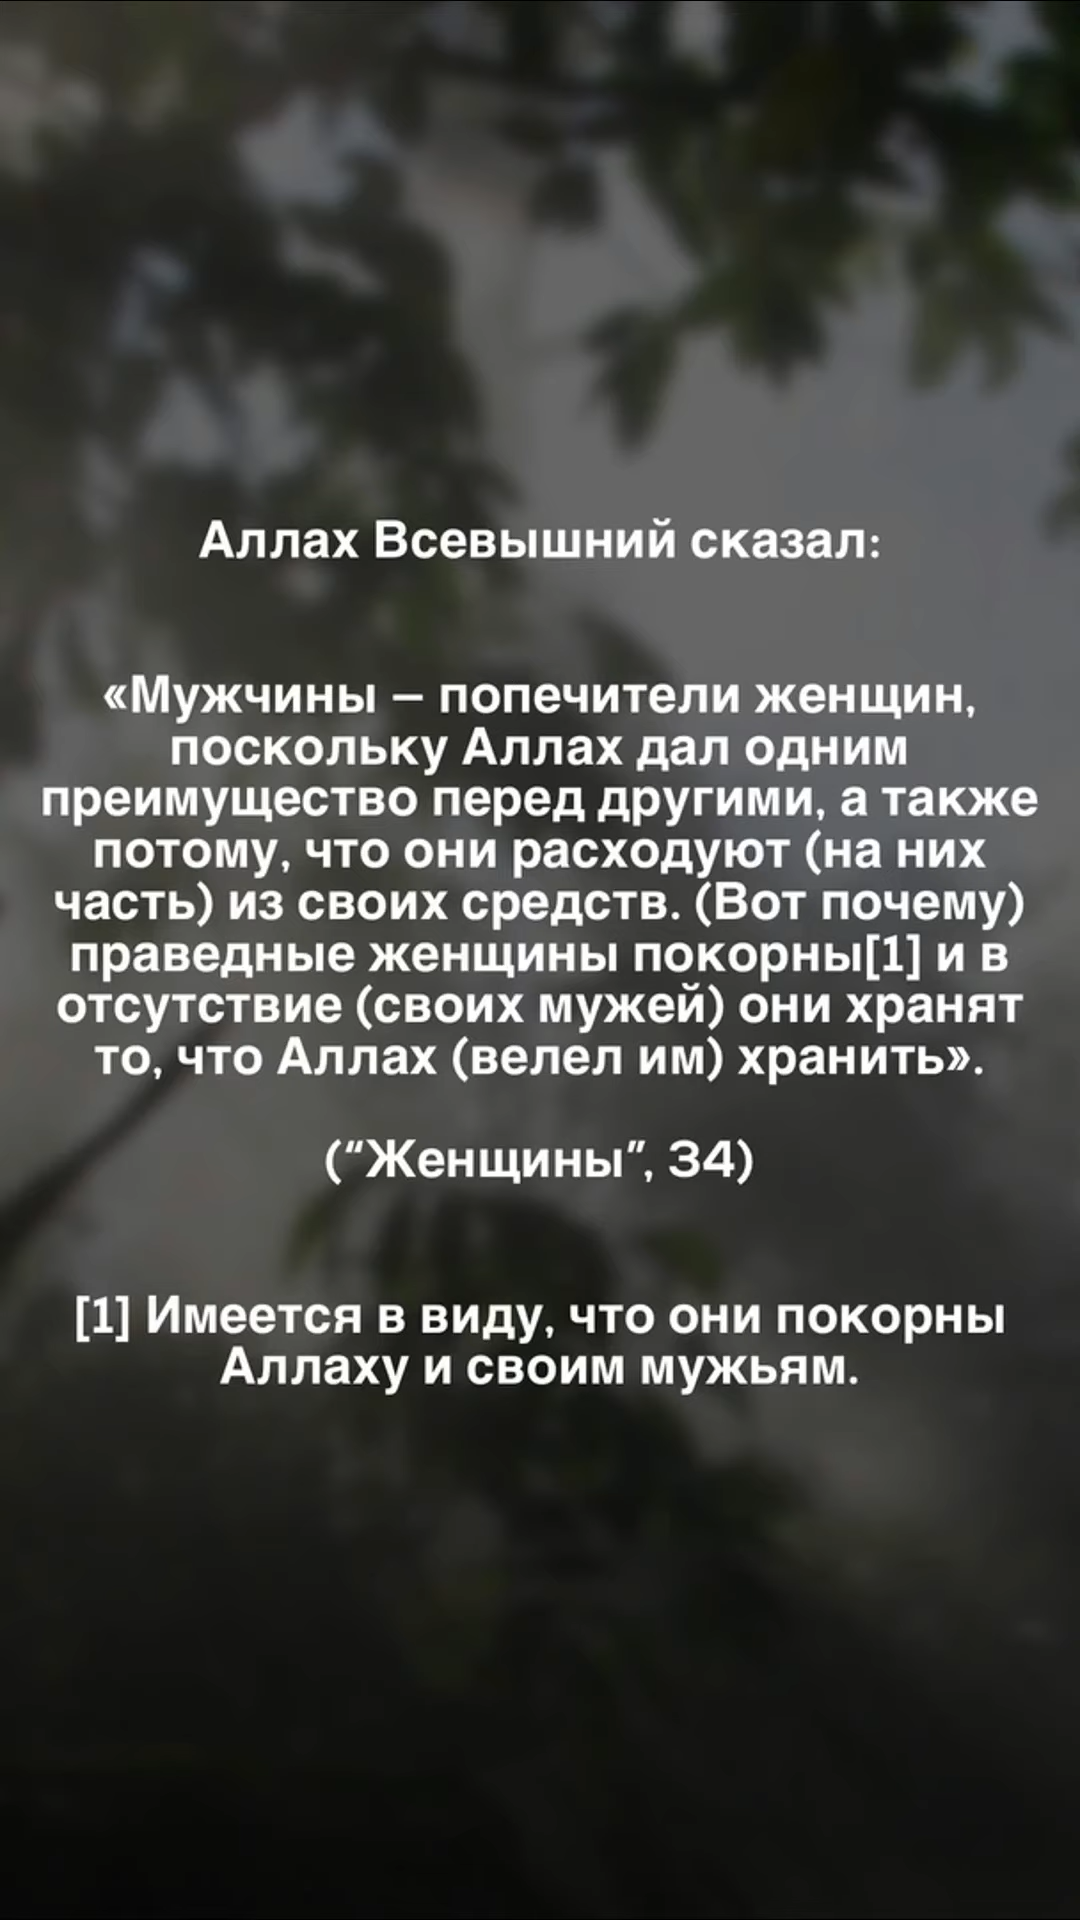 Аллах Всевышний сказал:
«Мужчины – попечители женщин,
поскольку Аллах дал одним
преимущество перед другими, а также
потому, что они расходуют (на них
часть) из своих средств. (Вот почему)
праведные женщины покорны[1] и в
отсутствие (своих мужей) они хранят
то, что Аллах (велел им) хранить».
(“Женщины”, 34)
[1] Имеется в виду, что они покорны
Аллаху и своим мужьям.